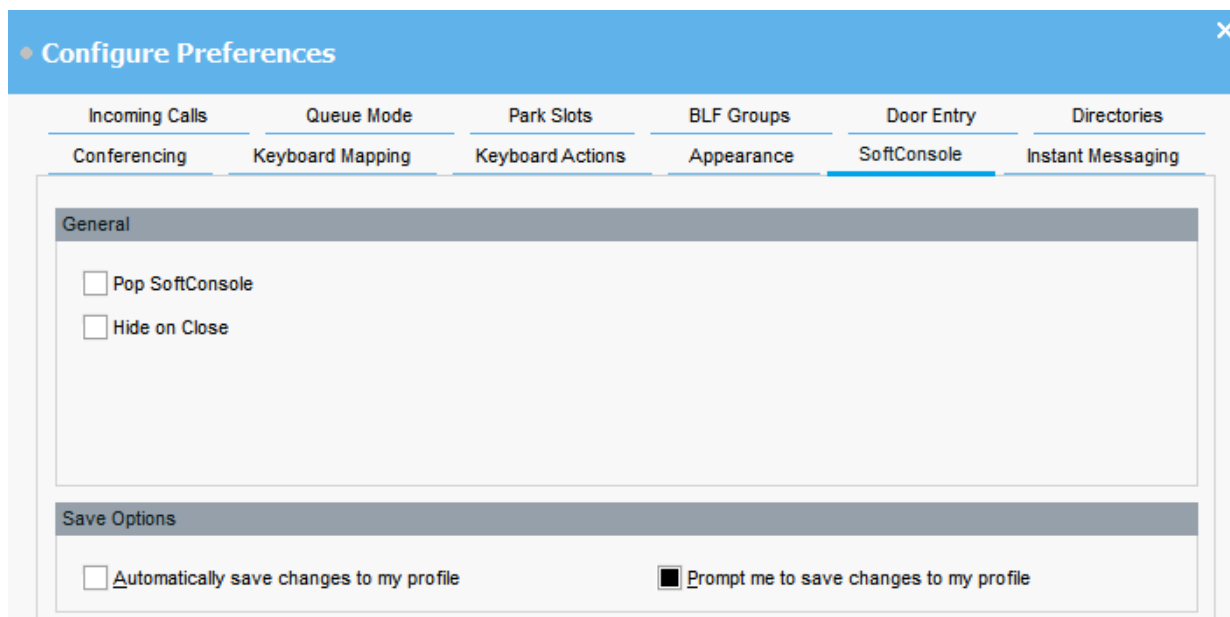 Configure Preferences
Incoming Calls Queue Mode Park Slots BLF Groups Door Entry Directories
Conferencing Keyboard Mapping Keyboard Actions Appearance SoftConsole Instant Messaging
General
Pop SoftConsole
Hide on Close
Save Options
Automatically save changes to my profile Prompt me to save changes to my profile